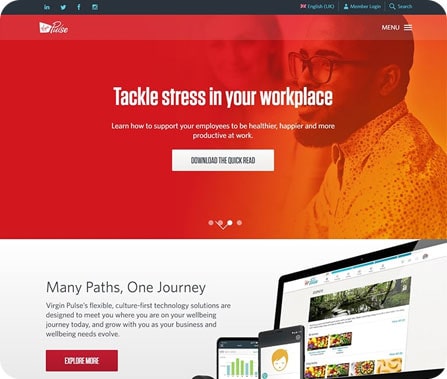 English (UK) Member Login Search
Pulse
MENU
Tackle stress in your workplace
Learn how to support your employees to be healthier, happier and more
productive at work.
DOWNLOAD THE QUICK READ
Many Paths, One Journey
Virgin Pulse's flexible, culture-first technology solutions are
designed to meet you where you are on your wellbeing
journey today, and grow with you as your business and
wellbeing needs evolve.
EXPLORE MORE